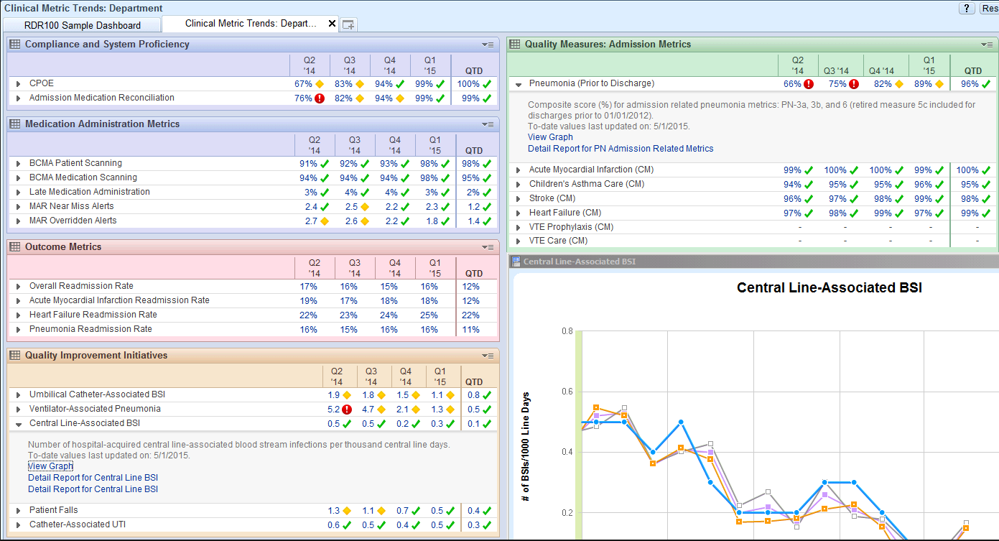 Clinical Metric Trends: Department
? Res
RDR100 Sample Dashboard
Clinical Metric Trends: Depart...
Compliance and System Proficiency
Q2 '14 Q3 '14 Q4 '14 Q1 '15 QTD
CPOE 67% 83% 94% 99% 100%
Admission Medication Reconciliation 76% 82% 94% 99% 99%
Medication Administration Metrics
Q2 '14 Q3 '14 Q4 '14 Q1 '15 QTD
BCMA Patient Scanning 91% 92% 93% 98% 98%
BCMA Medication Scanning 94% 94% 94% 98% 95%
Late Medication Administration 3% 4% 4% 3% 2%
MAR Near Miss Alerts 2.4 2.5 2.2 2.3 1.2
MAR Overridden Alerts 2.7 2.6 2.2 1.8 1.4
Outcome Metrics
Q2 '14 Q3 '14 Q4 '14 Q1 '15 QTD
Overall Readmission Rate 17% 16% 15% 16% 12%
Acute Myocardial Infarction Readmission Rate 19% 17% 18% 18% 12%
Heart Failure Readmission Rate 22% 23% 24% 25% 22%
Pneumonia Readmission Rate 16% 15% 16% 16% 11%
Quality Improvement Initiatives
Q2 '14 Q3 '14 Q4 '14 Q1 '15 QTD
Umbilical Catheter-Associated BSI 1.9 1.8 1.5 1.1 0.8
Ventilator-Associated Pneumonia 5.2 4.7 2.1 1.3 0.5
Central Line-Associated BSI 0.5 0.5 0.2 0.3 0.1
Number of hospital-acquired central line-associated blood stream infections per thousand central line days.
To-date values last updated on: 5/1/2015.
View Graph
Detail Report for Central Line BSI
Detail Report for Central Line BSI
Patient Falls 1.3 1.1 0.7 0.5 0.4
Catheter-Associated UTI 0.6 0.5 0.4 0.5 0.3
Quality Measures: Admission Metrics
Q2 '14 Q3 '14 Q4 '14 Q1 '15 QTD
Pneumonia (Prior to Discharge) 66% 75% 82% 89% 96%
Composite score (%) for admission related pneumonia metrics: PN-3a, 3b, and 6 (retired measure 5c included for
discharges prior to 01/01/2012).
To-date values last updated on: 5/1/2015.
View Graph
Detail Report for PN Admission Related Metrics
Acute Myocardial Infarction (CM) 99% 100% 100% 99% 100%
Children's Asthma Care (CM) 94% 95% 95% 96% 95%
Stroke (CM) 96% 97% 98% 99% 98%
Heart Failure (CM) 97% 98% 99% 97% 99%
VTE Prophylaxis (CM) - - - - -
VTE Care (CM) - - - - -
Central Line-Associated BSI
Central Line-Associated BSI
# of BSIs/1000 Line Days
0.8
0.6
0.4
0.2